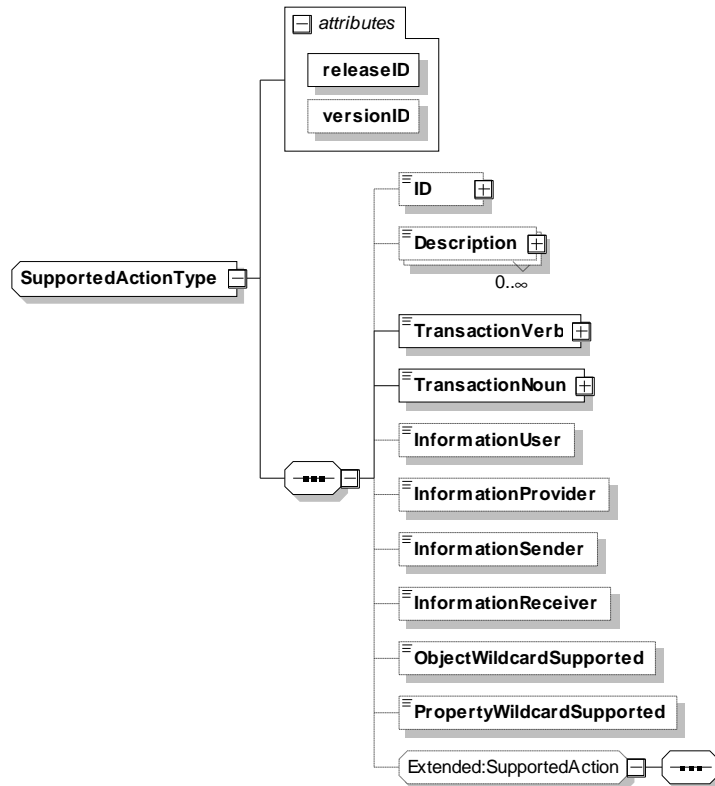 attributes
releaseID
versionID
ID
Description
0..∞
SupportedActionType
TransactionVerb
TransactionNoun
InformationUser
InformationProvider
InformationSender
InformationReceiver
ObjectWildcardSupported
PropertyWildcardSupported
Extended:SupportedAction